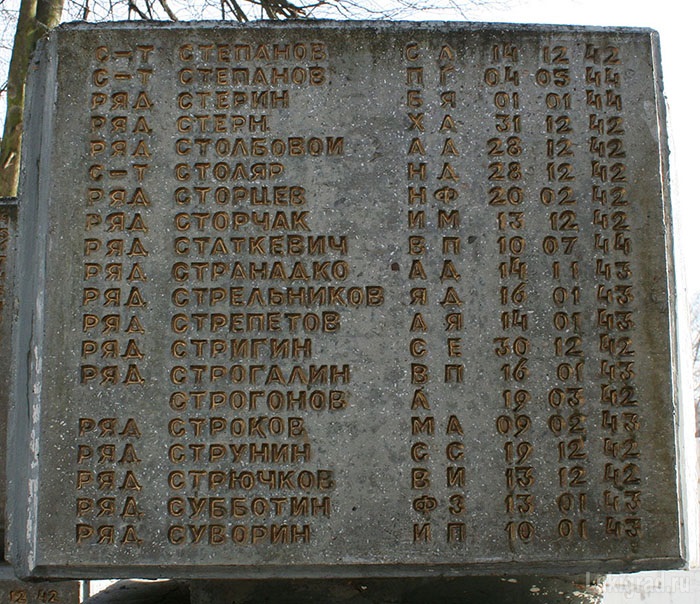 С-Т СТЕПАНОВ С Л 14 12 42
С-Т СТЕПАНОВ П Г 04 03 44
РЯД СТЕРИН Б Я 01 01 44
РЯД СТЕРН Х А 31 12 42
РЯД СТОЛБОВОЙ А А 28 12 42
С-Т СТОЛЯР Н Д 28 12 42
РЯД СТОРЦЕВ Н Ф 20 02 42
РЯД СТОРЧАК И М 13 12 42
РЯД СТАТКЕВИЧ В П 10 07 44
РЯД СТРАНАДКО А Д 14 11 43
РЯД СТРЕЛЬНИКОВ Я Д 16 01 43
РЯД СТРЕПЕТОВ А Я 14 01 43
РЯД СТРИГИН С Е 30 12 42
РЯД СТРОГАЛИН В П 16 01 43
СТРОГОНОВ Л 19 03 42
РЯД СТРОКОВ М А 09 02 43
РЯД СТРУНИН С С 19 12 42
РЯД СТРЮЧКОВ В И 13 12 42
РЯД СУББОТИН Ф З 13 01 43
РЯД СУВОРИН И П 10 01 43
12 42